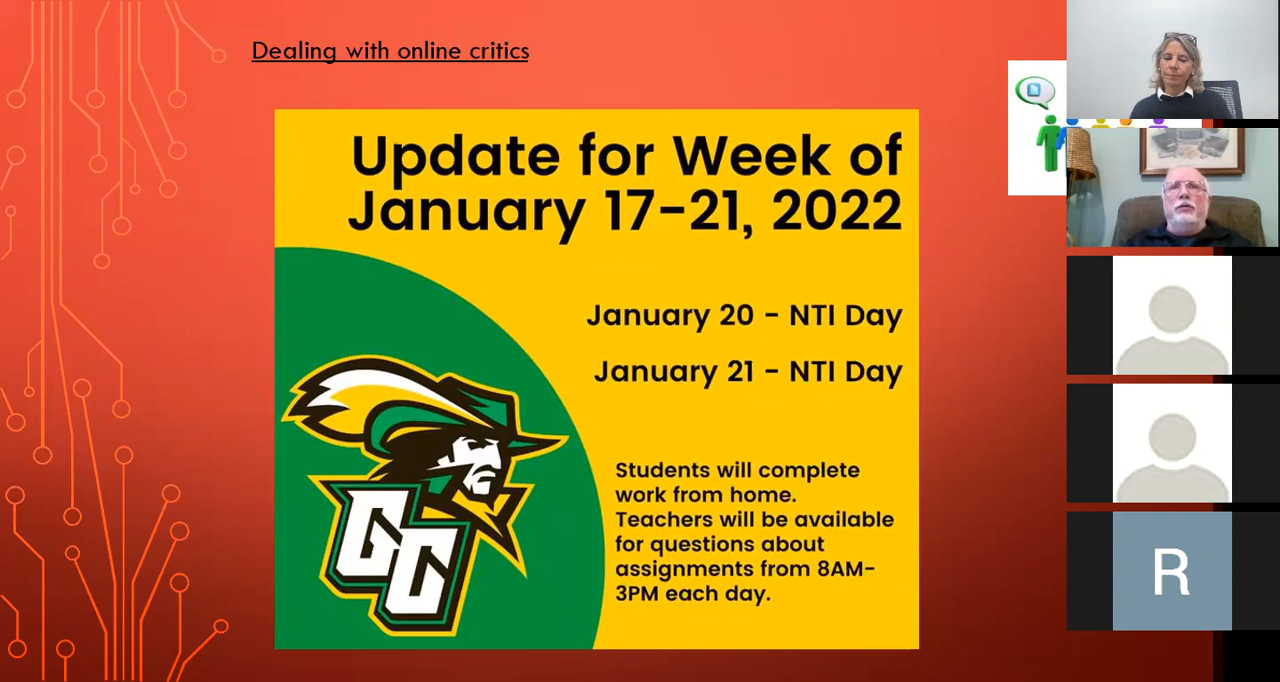 Dealing with online critics
Update for Week of
January 17-21, 2022
January 20 - NTI Day
January 21 - NTI Day
Students will complete
work from home.
Teachers will be available
for questions about
assignments from 8AM-
3PM each day.
GC
R